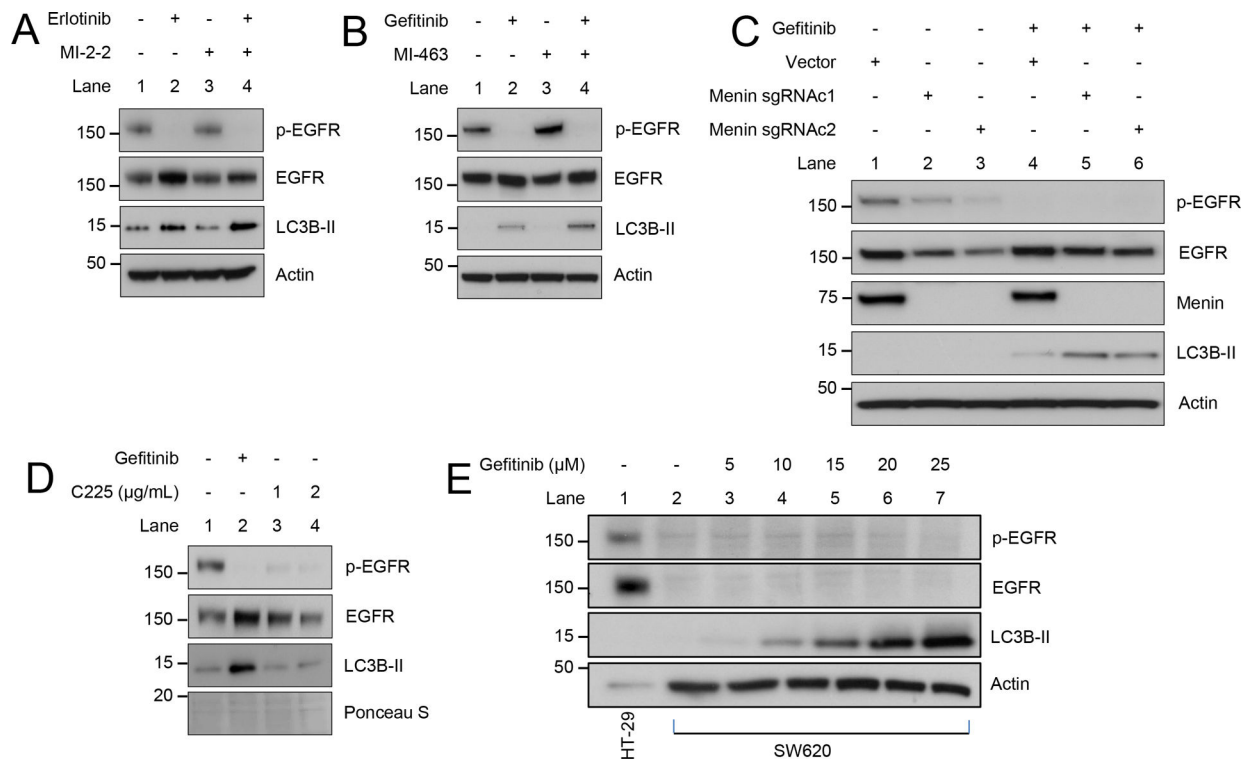 A
Erlotinib - + - +
MI-2-2 - - + +
Lane 1 2 3 4
150 p-EGFR
150 EGFR
15 LC3B-II
50 Actin
B
Gefitinib - + - +
MI-463 - - + +
Lane 1 2 3 4
150 p-EGFR
150 EGFR
15 LC3B-II
50 Actin
C
Gefitinib - - - + + +
Vector + - - + - -
Menin sgRNAc1 - + - - + -
Menin sgRNAc2 - - + - - +
Lane 1 2 3 4 5 6
150 p-EGFR
150 EGFR
75 Menin
15 LC3B-II
50 Actin
D
Gefitinib - + - -
C225 (µg/mL) - - 1 2
Lane 1 2 3 4
150 p-EGFR
150 EGFR
15 LC3B-II
20 Ponceau S
E
Gefitinib (µM) - - 5 10 15 20 25
Lane 1 2 3 4 5 6 7
150 p-EGFR
150 EGFR
15 LC3B-II
50 Actin
HT-29
SW620